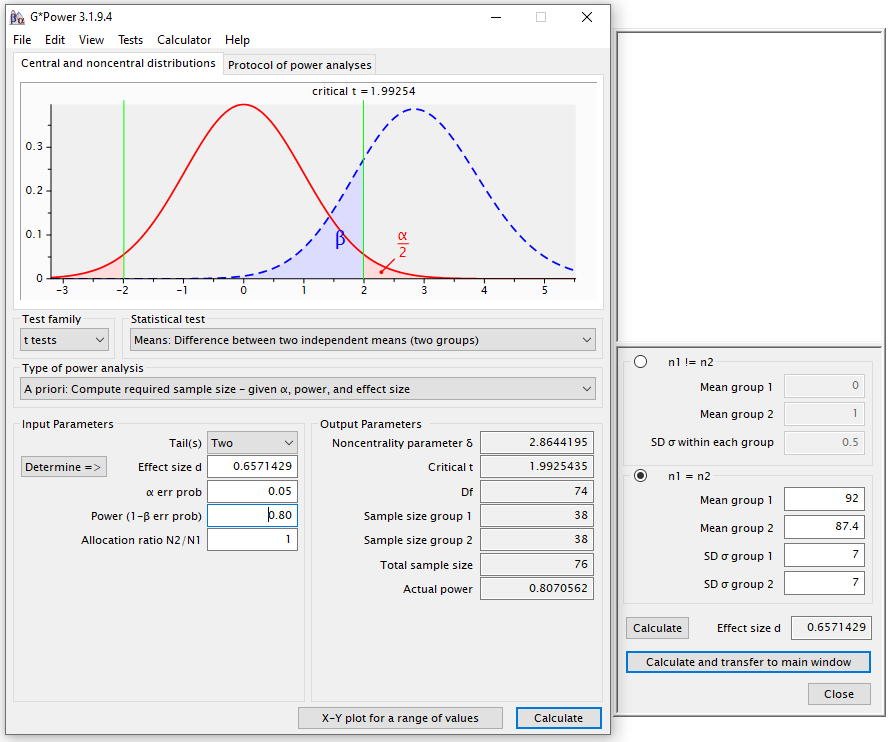 G*Power 3.1.9.4
File Edit View Tests Calculator Help
Central and noncentral distributions Protocol of power analyses
critical t = 1.99254
0.3
0.2
0.1
0
β
α
2
-3 -2 -1 0 1 2 3 4 5
Test family
t tests
Statistical test
Means: Difference between two independent means (two groups)
Type of power analysis
A priori: Compute required sample size – given α, power, and effect size
Input Parameters
Tail(s) Two
Determine => Effect size d 0.6571429
α err prob 0.05
Power (1-β err prob) 0.80
Allocation ratio N2/N1 1
Output Parameters
Noncentrality parameter δ 2.8644195
Critical t 1.9925435
Df 74
Sample size group 1 38
Sample size group 2 38
Total sample size 76
Actual power 0.8070562
X-Y plot for a range of values Calculate
n1 != n2
Mean group 1 0
Mean group 2 1
SD σ within each group 0.5
n1 = n2
Mean group 1 92
Mean group 2 87.4
SD σ group 1 7
SD σ group 2 7
Calculate Effect size d 0.6571429
Calculate and transfer to main window
Close